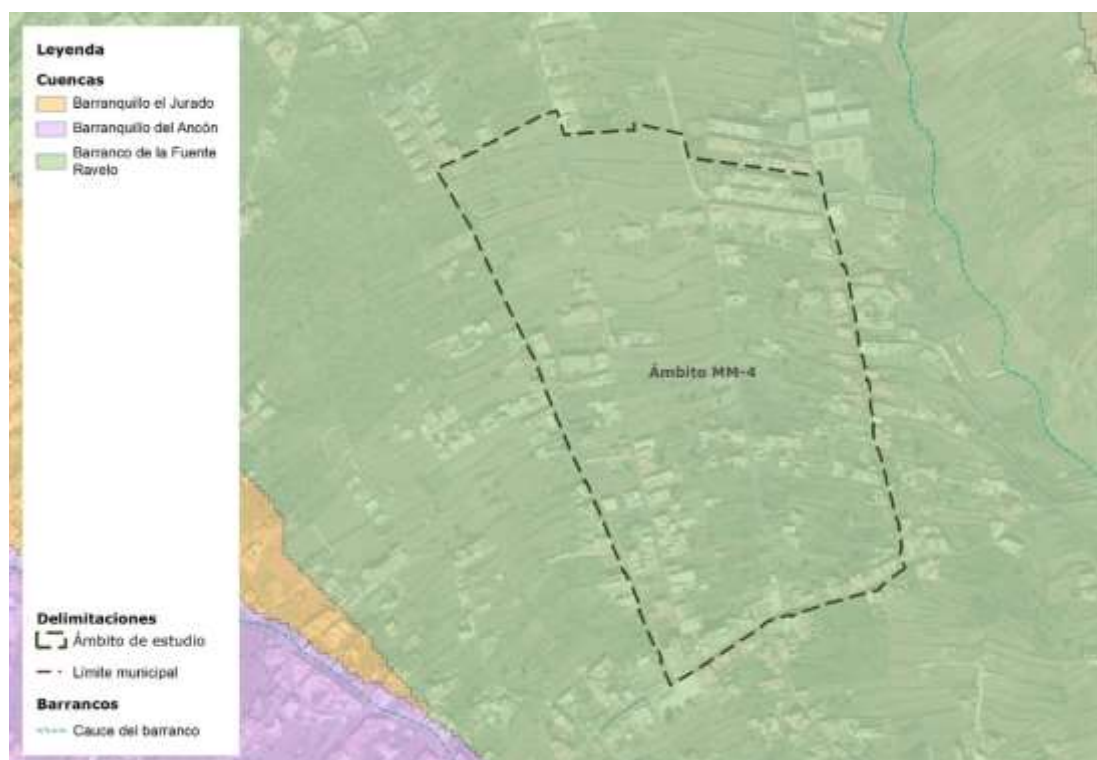 Leyenda
Cuencas
Barranquillo el Jurado
Barranquillo del Ancón
Barranco de la Fuente
Ravelo
Ámbito MM-4
Delimitaciones
Ámbito de estudio
Límite municipal
Barrancos
Cauce del barranco